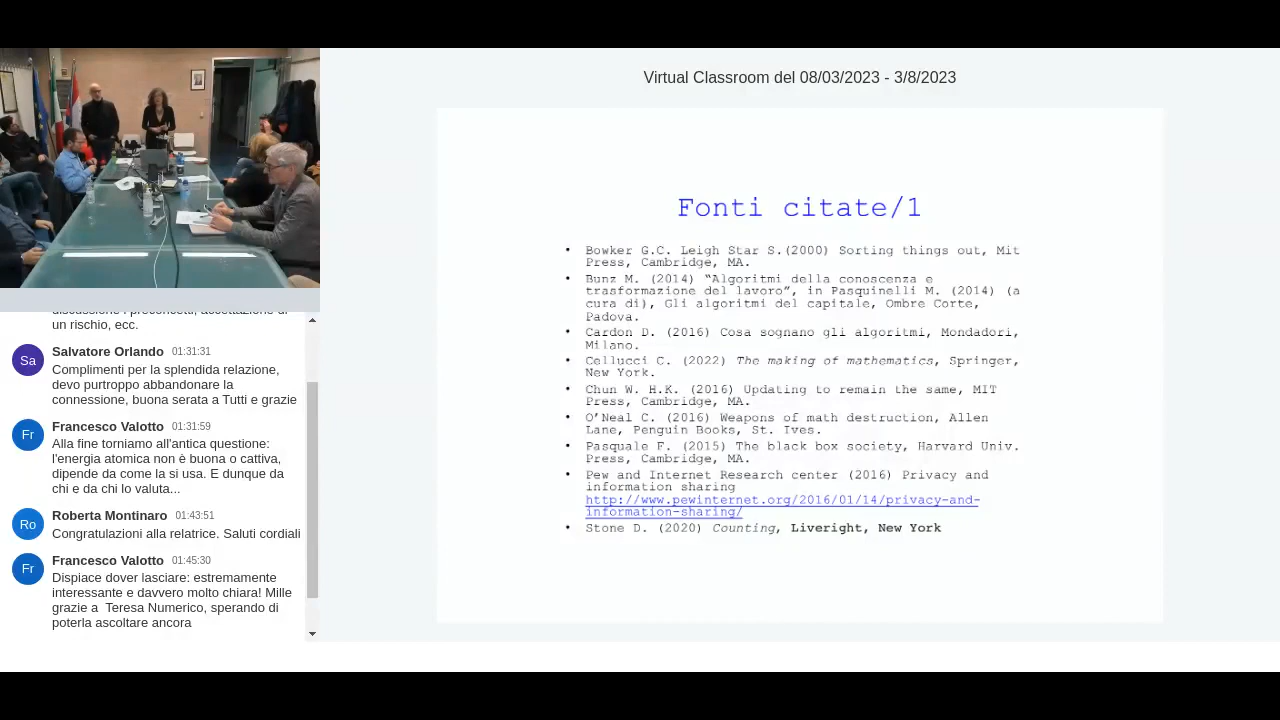 Virtual Classroom del 08/03/2023 - 3/8/2023
Fonti citate/1
• Bowker G.C. Leigh Star S.(2000) Sorting things out, Mit
Press, Cambridge, MA.
• Bunz M. (2014) “Algoritmi della conoscenza e
trasformazione del lavoro”, in Pasquinelli M. (2014) (a
cura di), Gli algoritmi del capitale, Ombre Corte,
Padova.
• Cardon D. (2016) Cosa sognano gli algoritmi, Mondadori,
Milano.
• Cellucci C. (2022) The making of mathematics, Springer,
New York.
• Chun W. H.K. (2016) Updating to remain the same, MIT
Press, Cambridge, MA.
• O’Neal C. (2016) Weapons of math destruction, Allen
Lane, Penguin Books, St. Ives.
• Pasquale F. (2015) The black box society, Harvard Univ.
Press, Cambridge, MA.
• Pew and Internet Research center (2016) Privacy and
information sharing
http://www.pewinternet.org/2016/01/14/privacy-and-
information-sharing/
• Stone D. (2020) Counting, Liveright, New York
discussione i preconcetti, accettazione di
un rischio, ecc.
Sa
Salvatore Orlando 01:31:31
Complimenti per la splendida relazione,
devo purtroppo abbandonare la
connessione, buona serata a Tutti e grazie
Fr
Francesco Valotto 01:31:59
Alla fine torniamo all'antica questione:
l'energia atomica non è buona o cattiva,
dipende da come la si usa. E dunque da
chi e da chi lo valuta...
Ro
Roberta Montinaro 01:43:51
Congratulazioni alla relatrice. Saluti cordiali
Fr
Francesco Valotto 01:45:30
Dispiace dover lasciare: estremamente
interessante e davvero molto chiara! Mille
grazie a  Teresa Numerico, sperando di
poterla ascoltare ancora